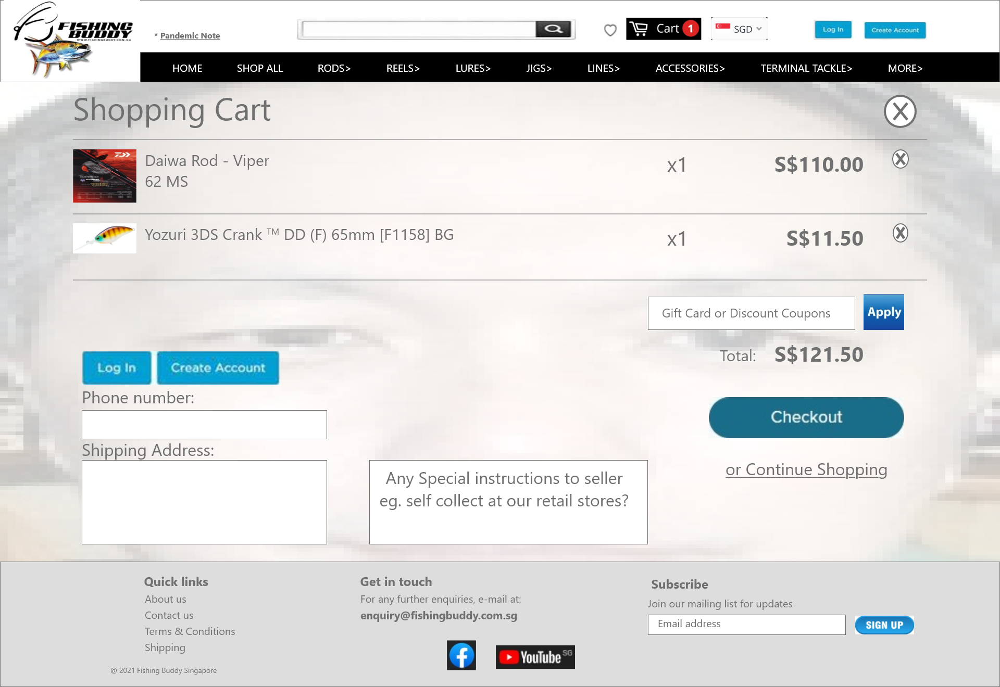 FISHING
BUDDY
WWW.FISHINGBUDDY.COM.SG
* Pandemic Note
Cart 1
SGD
Log In
Create Account
HOME
SHOP ALL
RODS>
REELS>
LURES>
JIGS>
LINES>
ACCESSORIES>
TERMINAL TACKLE>
MORE>
Shopping Cart
X
Daiwa Rod - Viper
62 MS
x1
S$110.00
X
Yozuri 3DS Crank ™ DD (F) 65mm [F1158] BG
x1
S$11.50
X
Gift Card or Discount Coupons
Apply
Total: S$121.50
Log In
Create Account
Phone number:
Checkout
Shipping Address:
Any Special instructions to seller
eg. self collect at our retail stores?
or Continue Shopping
Quick links
About us
Contact us
Terms & Conditions
Shipping
@ 2021 Fishing Buddy Singapore
Get in touch
For any further enquiries, e-mail at:
enquiry@fishingbuddy.com.sg
YouTube SG
Subscribe
Join our mailing list for updates
Email address
SIGN UP